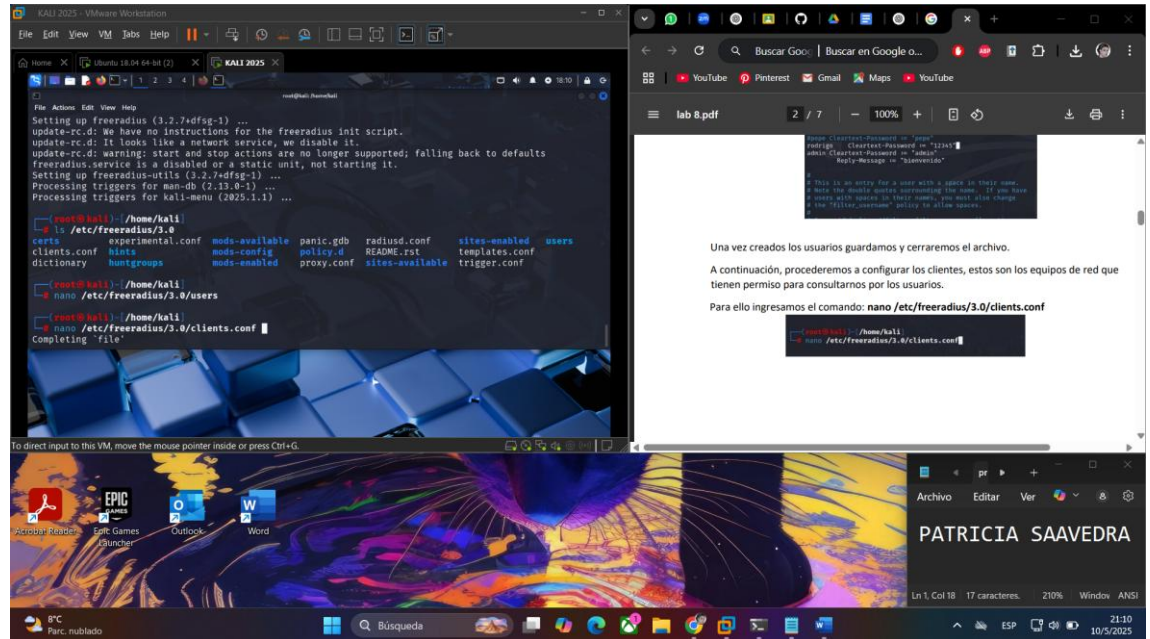 KALI 2025 - VMware Workstation
File Edit View VM Tabs Help
Home Ubuntu 18.04 64-bit (2) KALI 2025
1 2 3 4
18:10
root@kali: /home/kali
File Actions Edit View Help
Setting up freeradius (3.2.7+dfsg-1) ...
update-rc.d: We have no instructions for the freeradius init script.
update-rc.d: It looks like a network service, we disable it.
update-rc.d: warning: start and stop actions are no longer supported; falling back to defaults
freeradius.service is a disabled or a static unit, not starting it.
Setting up freeradius-utils (3.2.7+dfsg-1) ...
Processing triggers for man-db (2.13.0-1) ...
Processing triggers for kali-menu (2025.1.1) ...
(root㉿kali)-[/home/kali]
# ls /etc/freeradius/3.0
certs experimental.conf mods-available panic.gdb radiusd.conf sites-enabled users
clients.conf hints mods-config policy.d README.rst templates.conf
dictionary huntgroups mods-enabled proxy.conf sites-available trigger.conf
(root㉿kali)-[/home/kali]
# nano /etc/freeradius/3.0/users
(root㉿kali)-[/home/kali]
# nano /etc/freeradius/3.0/clients.conf
Completing `file'
To direct input to this VM, move the mouse pointer inside or press Ctrl+G.
Buscar Goog | Buscar en Google o...
YouTube Pinterest Gmail Maps YouTube
lab 8.pdf 2 / 7 — 100% +
#pepe Cleartext-Password := "pepe"
rodrigo Cleartext-Password := "12345"
admin Cleartext-Password := "admin"
Reply-Message := "bienvenido"
#
# This is an entry for a user with a space in their name.
# Note the double quotes surrounding the name. If you have
# users with spaces in their names, you must also change
# the "filter_username" policy to allow spaces.
#
Una vez creados los usuarios guardamos y cerraremos el archivo.
A continuación, procederemos a configurar los clientes, estos son los equipos de red que
tienen permiso para consultarnos por los usuarios.
Para ello ingresamos el comando: nano /etc/freeradius/3.0/clients.conf
(root㉿kali)-[/home/kali]
# nano /etc/freeradius/3.0/clients.conf
Acrobat Reader
EPIC GAMES
Epic Games Launcher
Outlook
Word
pr
Archivo Editar Ver
PATRICIA SAAVEDRA
Ln 1, Col 18 17 caracteres. 210% Window ANSI
8°C
Parc. nublado
Búsqueda
ESP
21:10
10/5/2025